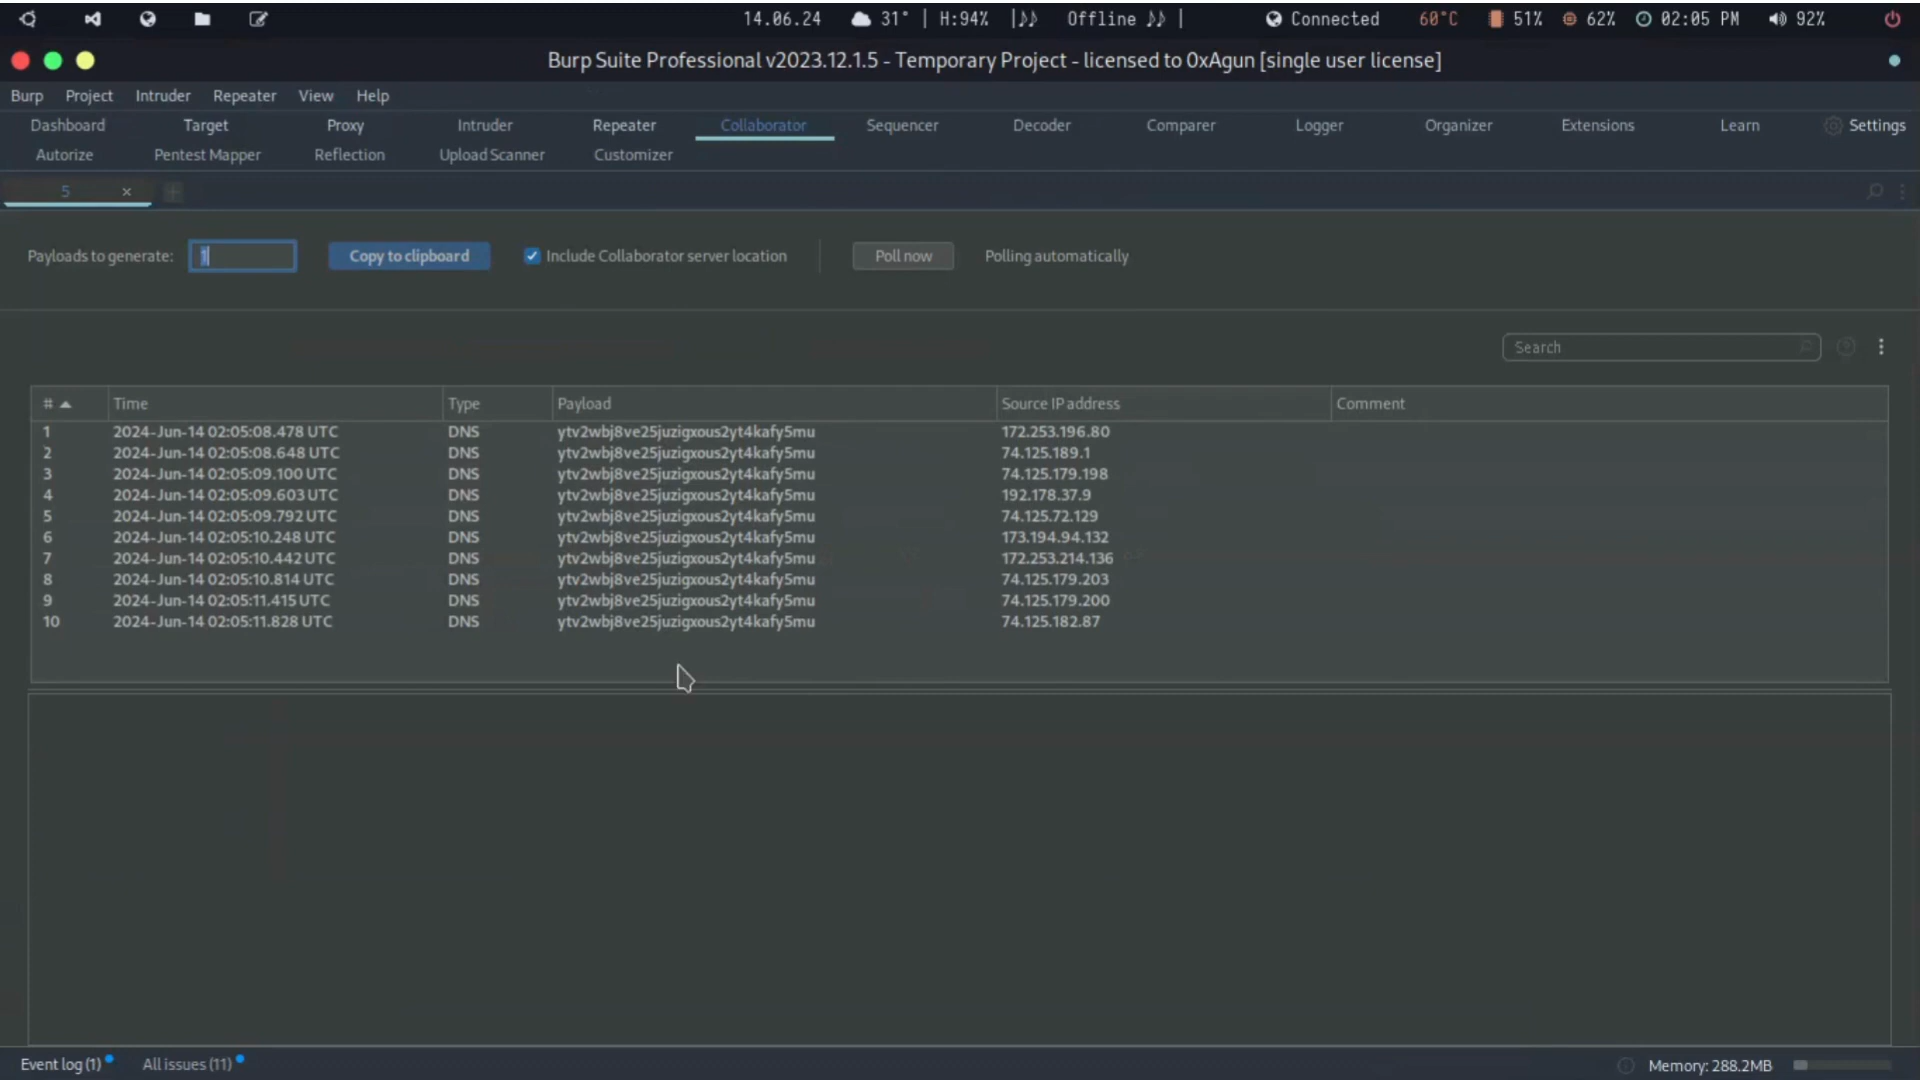 14.06.24 31° | H:94% |♪♪ Offline ♪♪ | Connected 60°C 51% 62% 02:05 PM 92%
Burp Suite Professional v2023.12.1.5 - Temporary Project - licensed to 0xAgun [single user license]
Burp Project Intruder Repeater View Help
Dashboard Target Proxy Intruder Repeater Collaborator Sequencer Decoder Comparer Logger Organizer Extensions Learn Settings
Autorize Pentest Mapper Reflection Upload Scanner Customizer
5 × +
Payloads to generate: 1 Copy to clipboard Include Collaborator server location Poll now Polling automatically
Search
# Time Type Payload Source IP address Comment
1 2024-Jun-14 02:05:08.478 UTC DNS ytv2wbj8ve25juzigxous2yt4kafy5mu 172.253.196.80
2 2024-Jun-14 02:05:08.648 UTC DNS ytv2wbj8ve25juzigxous2yt4kafy5mu 74.125.189.1
3 2024-Jun-14 02:05:09.100 UTC DNS ytv2wbj8ve25juzigxous2yt4kafy5mu 74.125.179.198
4 2024-Jun-14 02:05:09.603 UTC DNS ytv2wbj8ve25juzigxous2yt4kafy5mu 192.178.37.9
5 2024-Jun-14 02:05:09.792 UTC DNS ytv2wbj8ve25juzigxous2yt4kafy5mu 74.125.72.129
6 2024-Jun-14 02:05:10.248 UTC DNS ytv2wbj8ve25juzigxous2yt4kafy5mu 173.194.94.132
7 2024-Jun-14 02:05:10.442 UTC DNS ytv2wbj8ve25juzigxous2yt4kafy5mu 172.253.214.136
8 2024-Jun-14 02:05:10.814 UTC DNS ytv2wbj8ve25juzigxous2yt4kafy5mu 74.125.179.203
9 2024-Jun-14 02:05:11.415 UTC DNS ytv2wbj8ve25juzigxous2yt4kafy5mu 74.125.179.200
10 2024-Jun-14 02:05:11.828 UTC DNS ytv2wbj8ve25juzigxous2yt4kafy5mu 74.125.182.87
Event log (1) All issues (11) Memory: 288.2MB